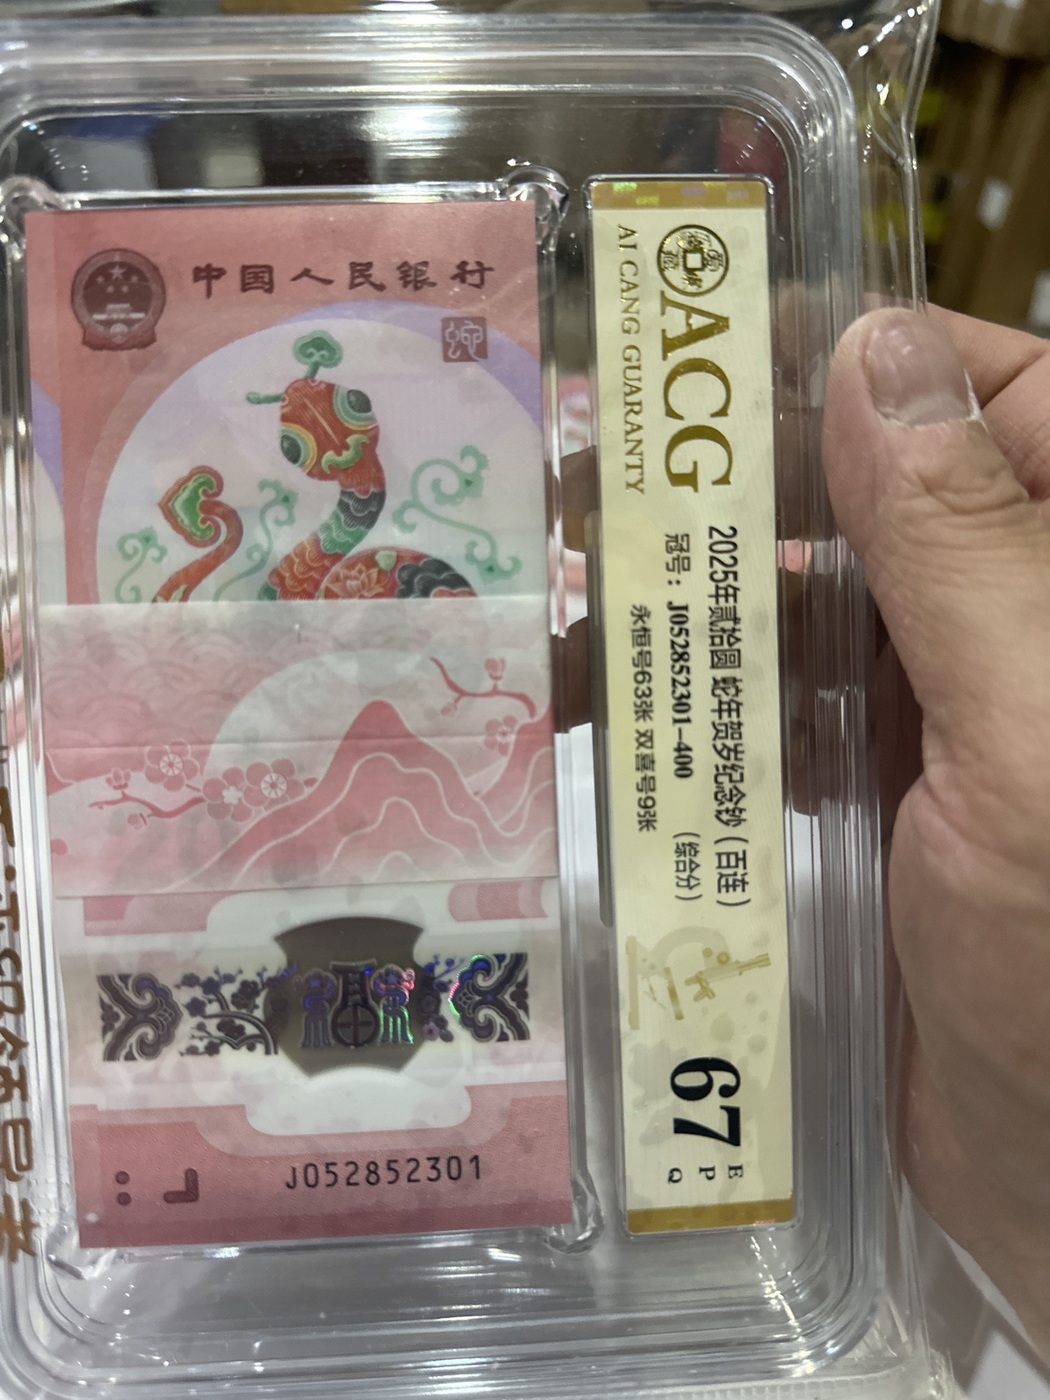 中国人民银行
蛇
J052852301
ACG
AI CANG GUARANTY
2025年贰拾圆 蛇年贺岁纪念钞(百连)
冠号: J052852301-400 (综合分)
永恒号63张 双喜号9张
67
E
P
Q